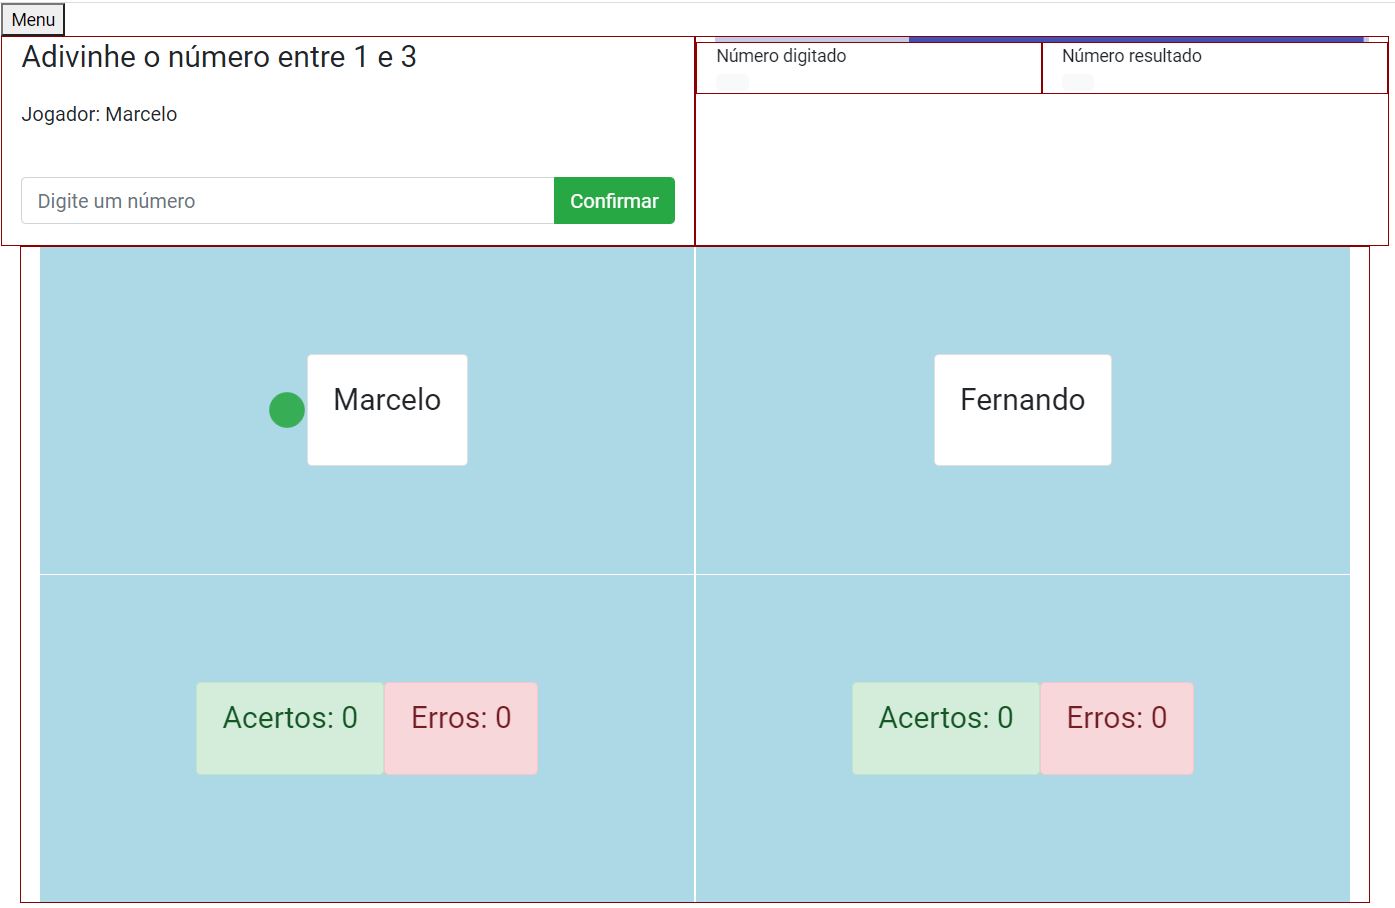 Menu
Adivinhe o número entre 1 e 3
Jogador: Marcelo
Digite um número
Confirmar
Número digitado
Número resultado
Marcelo
Fernando
Acertos: 0
Erros: 0
Acertos: 0
Erros: 0